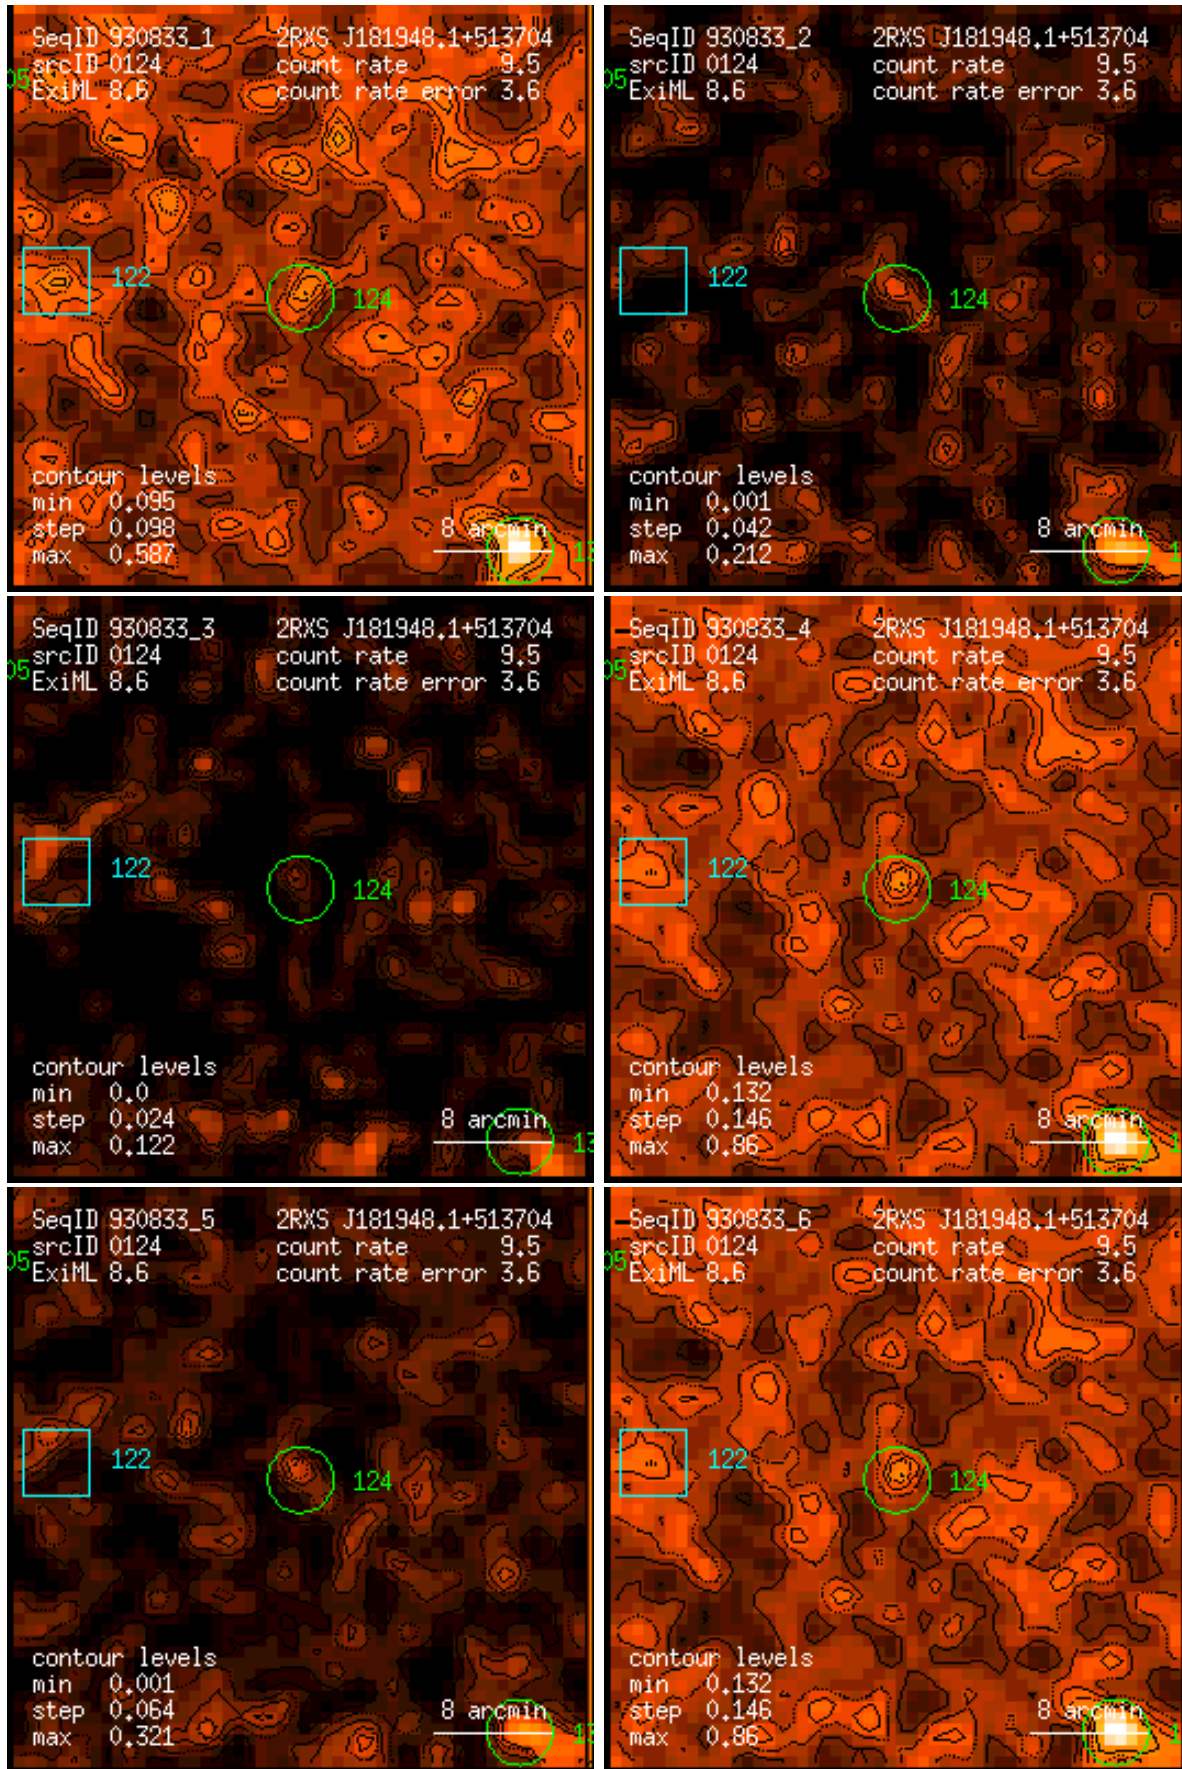 SeqID 930833_1 2RXS J181948.1+513704
srcID 0124 count rate 9.5
05
ExiML 8.6 count rate error 3.6
122
124
contour levels
min 0.095
step 0.098 8 arcmin
max 0.587
SeqID 930833_2 2RXS J181948.1+513704
srcID 0124 count rate 9.5
05
ExiML 8.6 count rate error 3.6
122
124
contour levels
min 0.001
step 0.042 8 arcmin
max 0.212
SeqID 930833_3 2RXS J181948.1+513704
srcID 0124 count rate 9.5
05
ExiML 8.6 count rate error 3.6
122
124
contour levels
min 0.0
step 0.024 8 arcmin
max 0.122
SeqID 930833_4 2RXS J181948.1+513704
srcID 0124 count rate 9.5
05
ExiML 8.6 count rate error 3.6
122
124
contour levels
min 0.132
step 0.146 8 arcmin
max 0.86
SeqID 930833_5 2RXS J181948.1+513704
srcID 0124 count rate 9.5
05
ExiML 8.6 count rate error 3.6
122
124
contour levels
min 0.001
step 0.064 8 arcmin
max 0.321
SeqID 930833_6 2RXS J181948.1+513704
srcID 0124 count rate 9.5
05
ExiML 8.6 count rate error 3.6
122
124
contour levels
min 0.132
step 0.146 8 arcmin
max 0.86